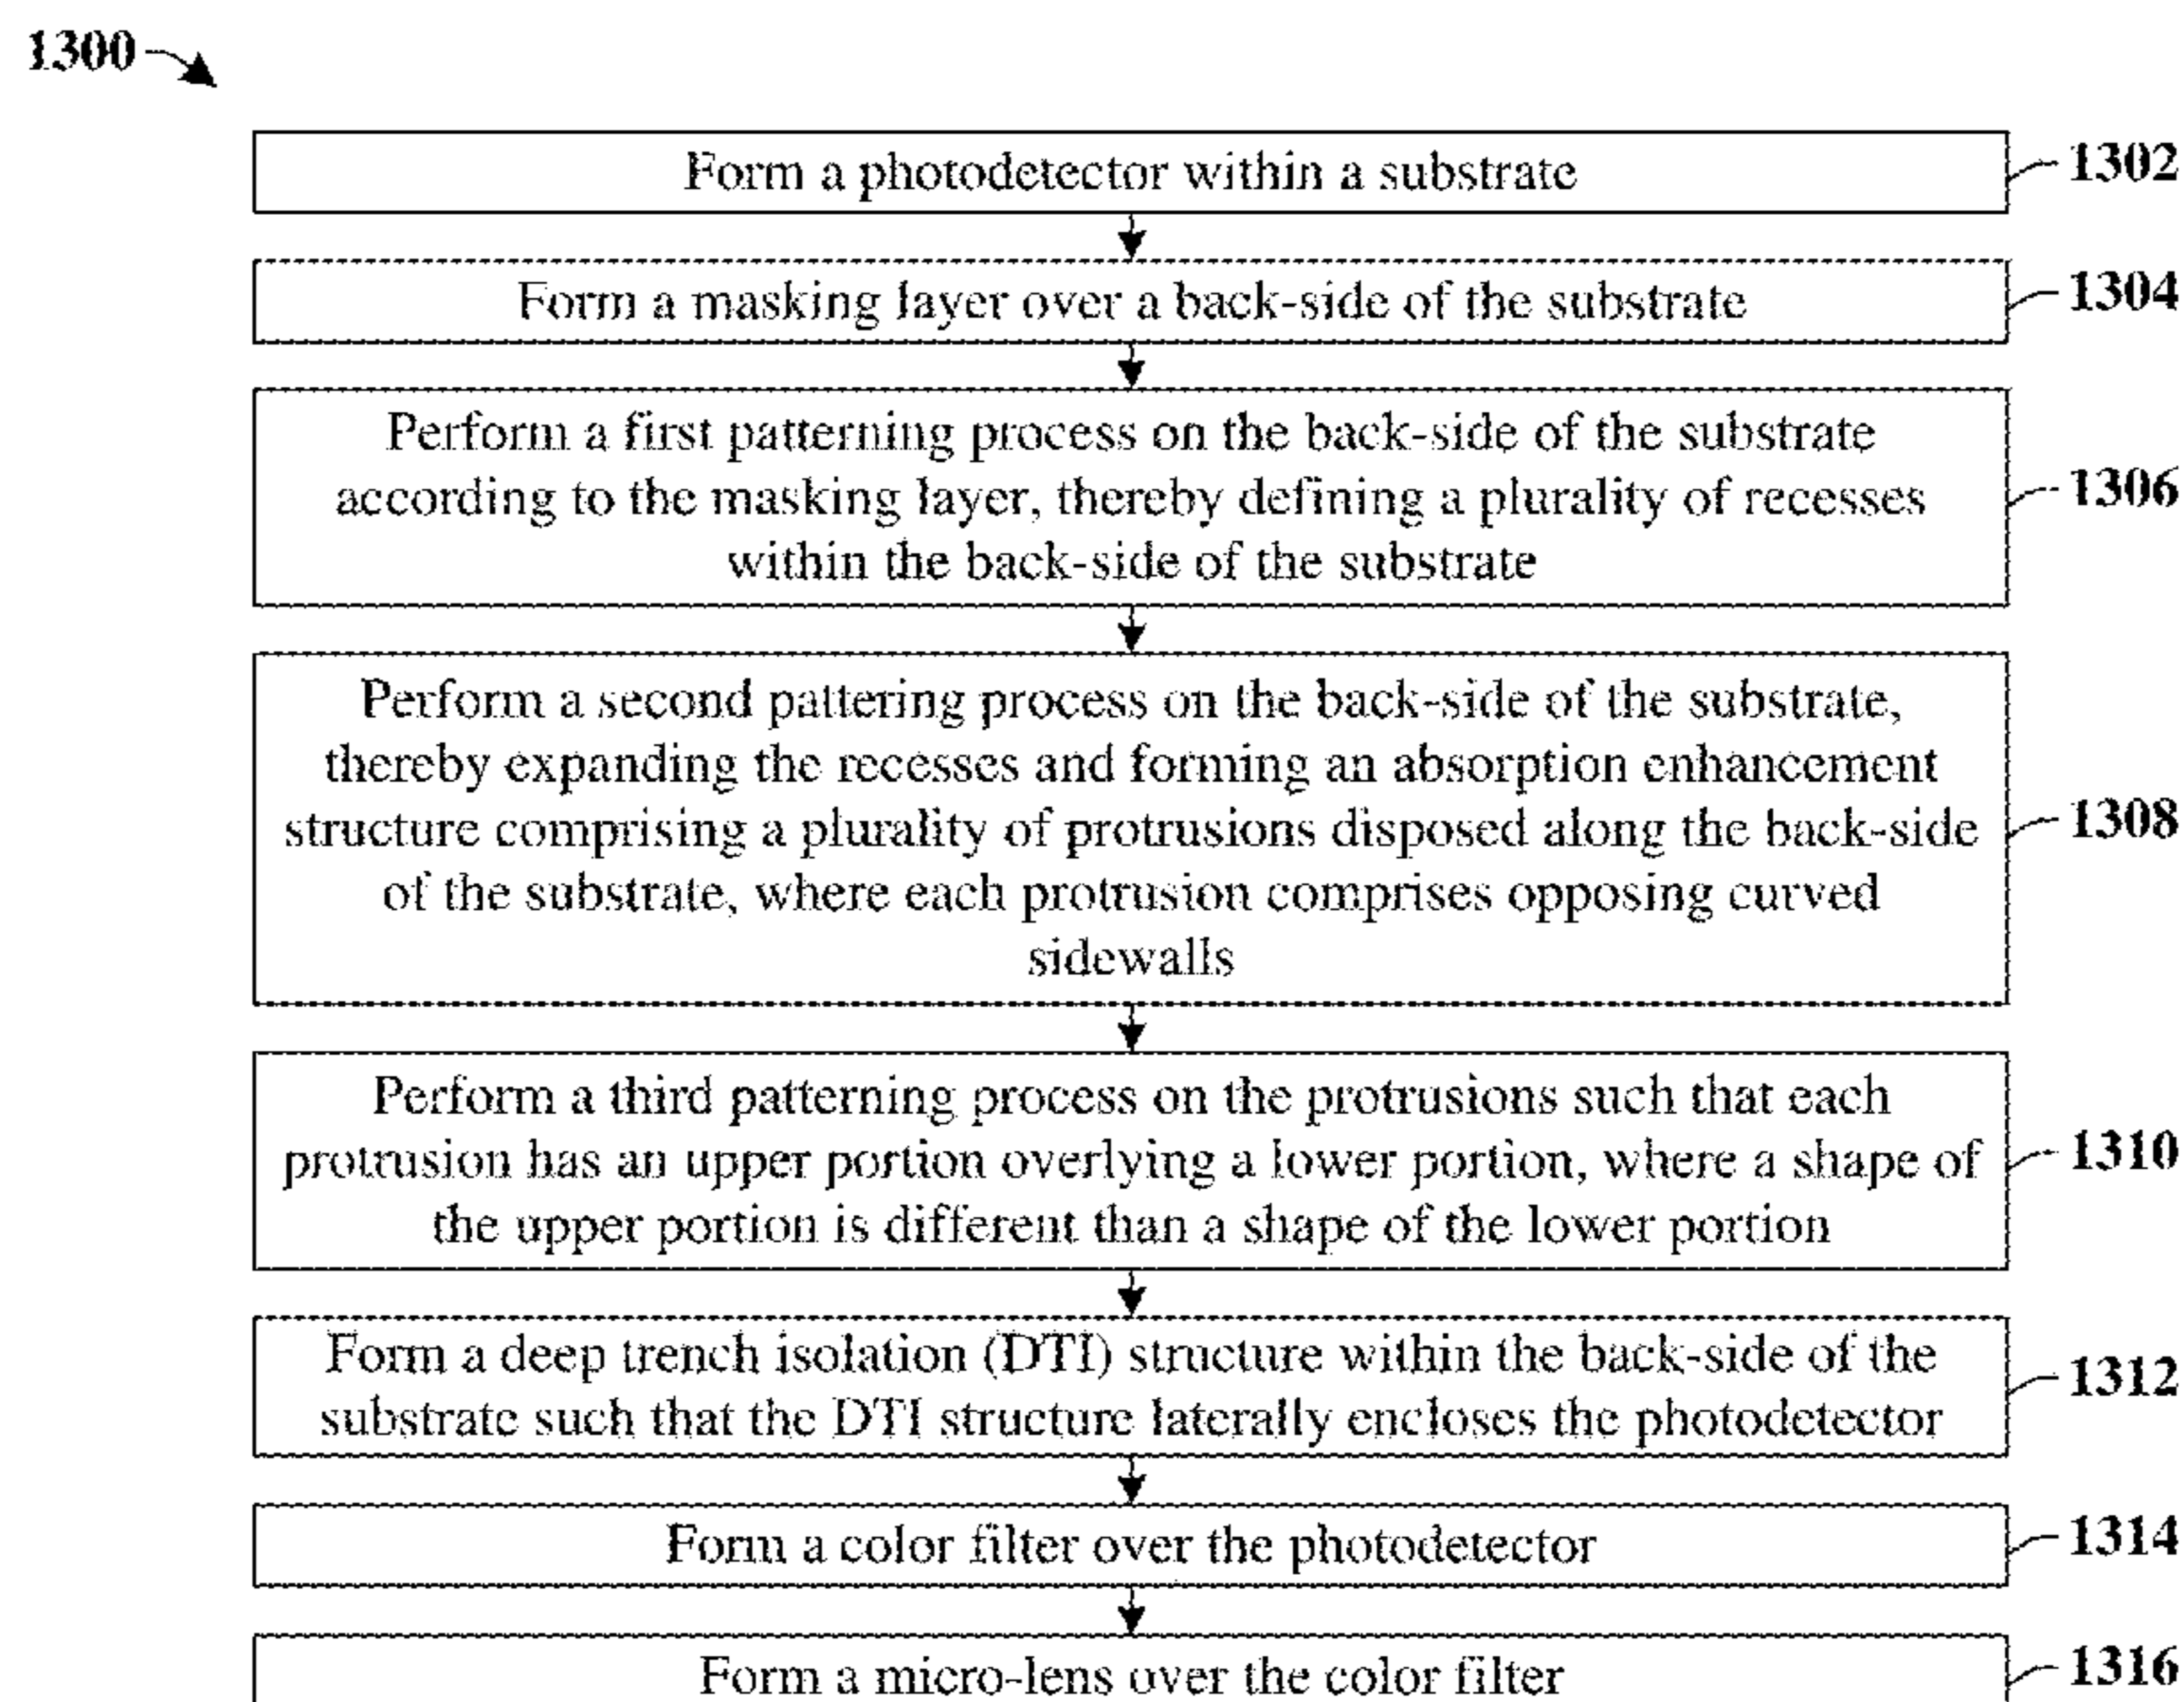 1300
Form a photodetector within a substrate
1302
Form a masking layer over a back-side of the substrate
1304
Perform a first patterning process on the back-side of the substrate
according to the masking layer, thereby defining a plurality of recesses
within the back-side of the substrate
1306
Perform a second pattering process on the back-side of the substrate,
thereby expanding the recesses and forming an absorption enhancement
structure comprising a plurality of protrusions disposed along the back-side
of the substrate, where each protrusion comprises opposing curved
sidewalls
1308
Perform a third patterning process on the protrusions such that each
protrusion has an upper portion overlying a lower portion, where a shape of
the upper portion is different than a shape of the lower portion
1310
Form a deep trench isolation (DTI) structure within the back-side of the
substrate such that the DTI structure laterally encloses the photodetector
1312
Form a color filter over the photodetector
1314
Form a micro-lens over the color filter
1316